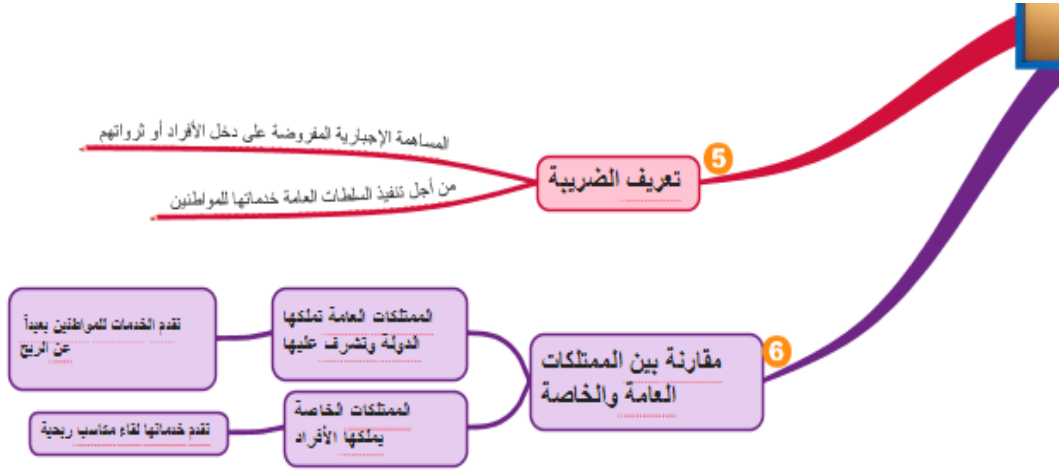 5
تعريف الضريبة
المساهمة الإجبارية المفروضة على دخل الأفراد أو ثرواتهم
من أجل تنفيذ السلطات العامة خدماتها للمواطنين
6
مقارنة بين الممتلكات
العامة والخاصة
الممتلكات العامة تملكها
الدولة وتشرف عليها
تقدم الخدمات للمواطنين بعيداً
عن الربح
الممتلكات الخاصة
يملكها الأفراد
تقدم خدماتها لقاء مكاسب ربحية